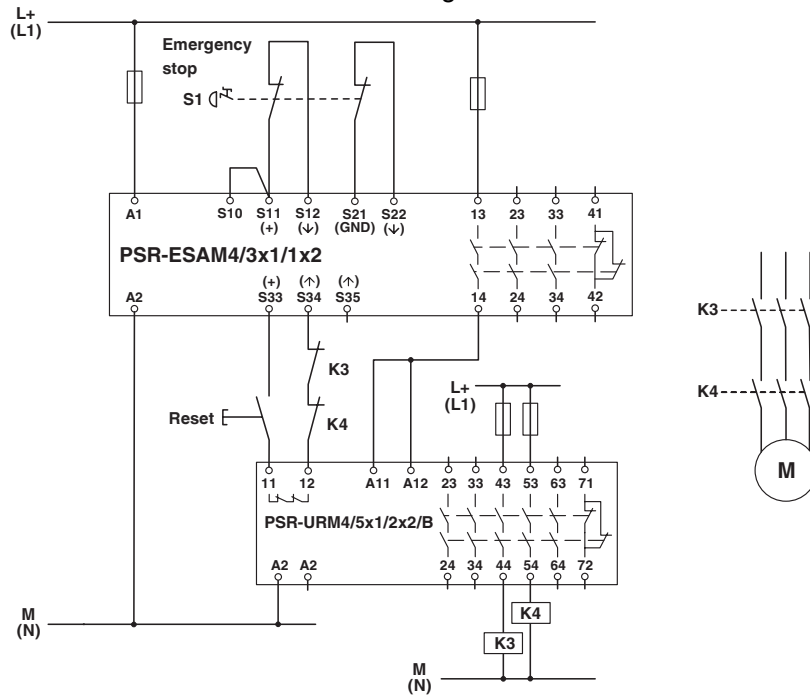 L+
(L1)
Emergency
stop
S1
A1 S10 S11 S12 S21 S22 13 23 33 41
(+) (↓) (GND) (↓)
PSR-ESAM4/3x1/1x2
(+) (↑) (↑)
A2 S33 S34 S35 14 24 34 42
K3
K4
Reset
L+
(L1)
11 12 A11 A12 23 33 43 53 63 71
PSR-URM4/5x1/2x2/B
A2 A2 24 34 44 54 64 72
K4
K3
M
(N)
M
(N)
K3
K4
M